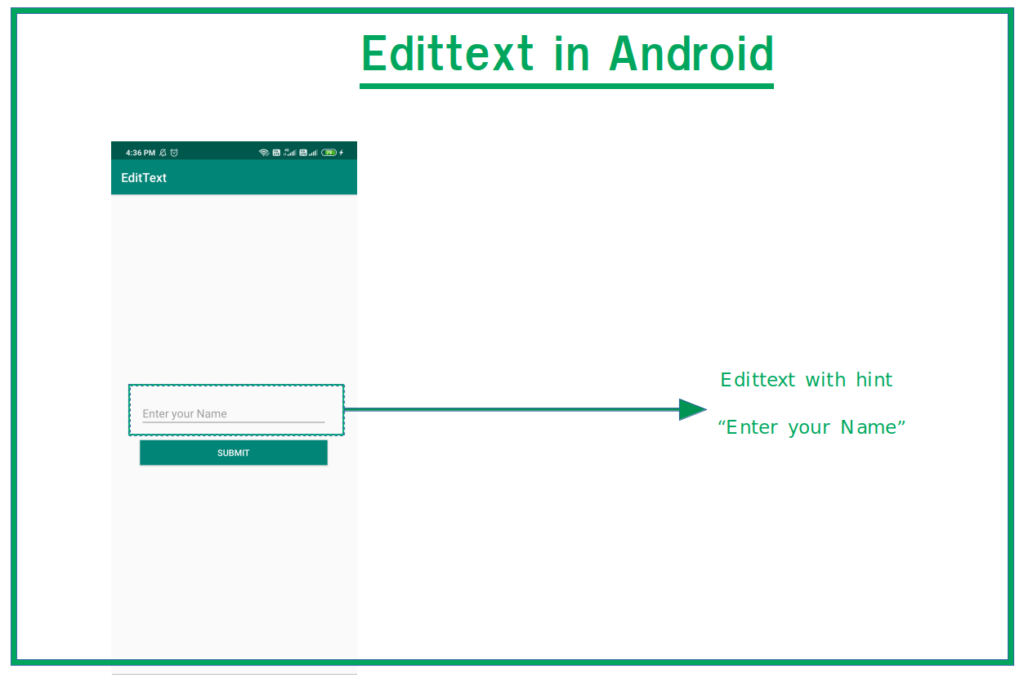 Edittext in Android
4:36 PM
EditText
Edittext with hint
Enter your Name
“Enter your Name”
SUBMIT